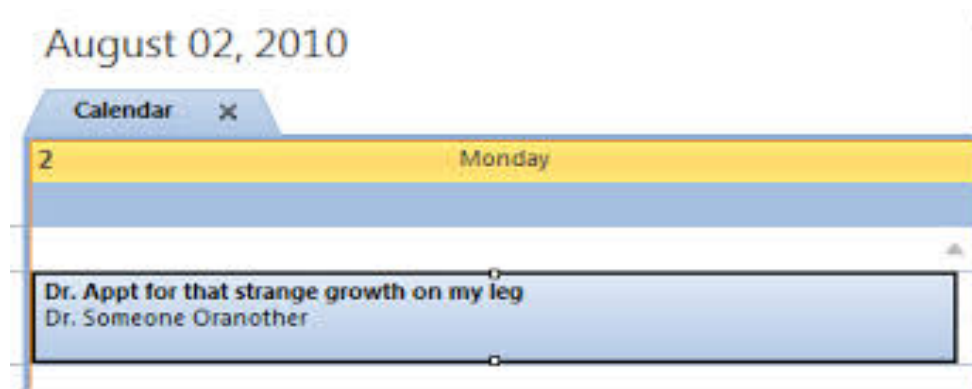 August 02, 2010
Calendar
2 Monday
Dr. Appt for that strange growth on my leg
Dr. Someone Oranother